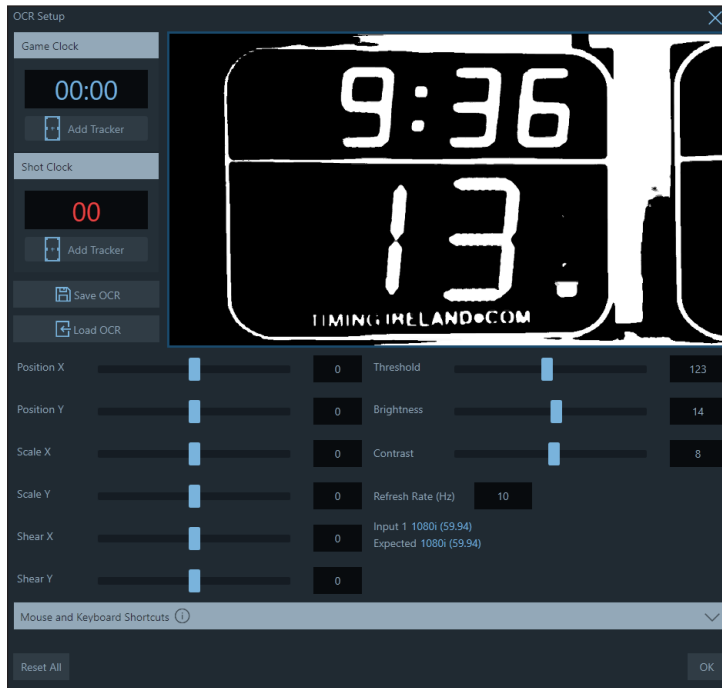 OCR Setup
Game Clock
00:00
Add Tracker
Shot Clock
00
Add Tracker
Save OCR
Load OCR
9:36
13
TIMING IRELAND•COM
Position X 0
Position Y 0
Scale X 0
Scale Y 0
Shear X 0
Shear Y 0
Threshold 123
Brightness 14
Contrast 8
Refresh Rate (Hz) 10
Input 1 1080i (59.94)
Expected 1080i (59.94)
Mouse and Keyboard Shortcuts
Reset All
OK